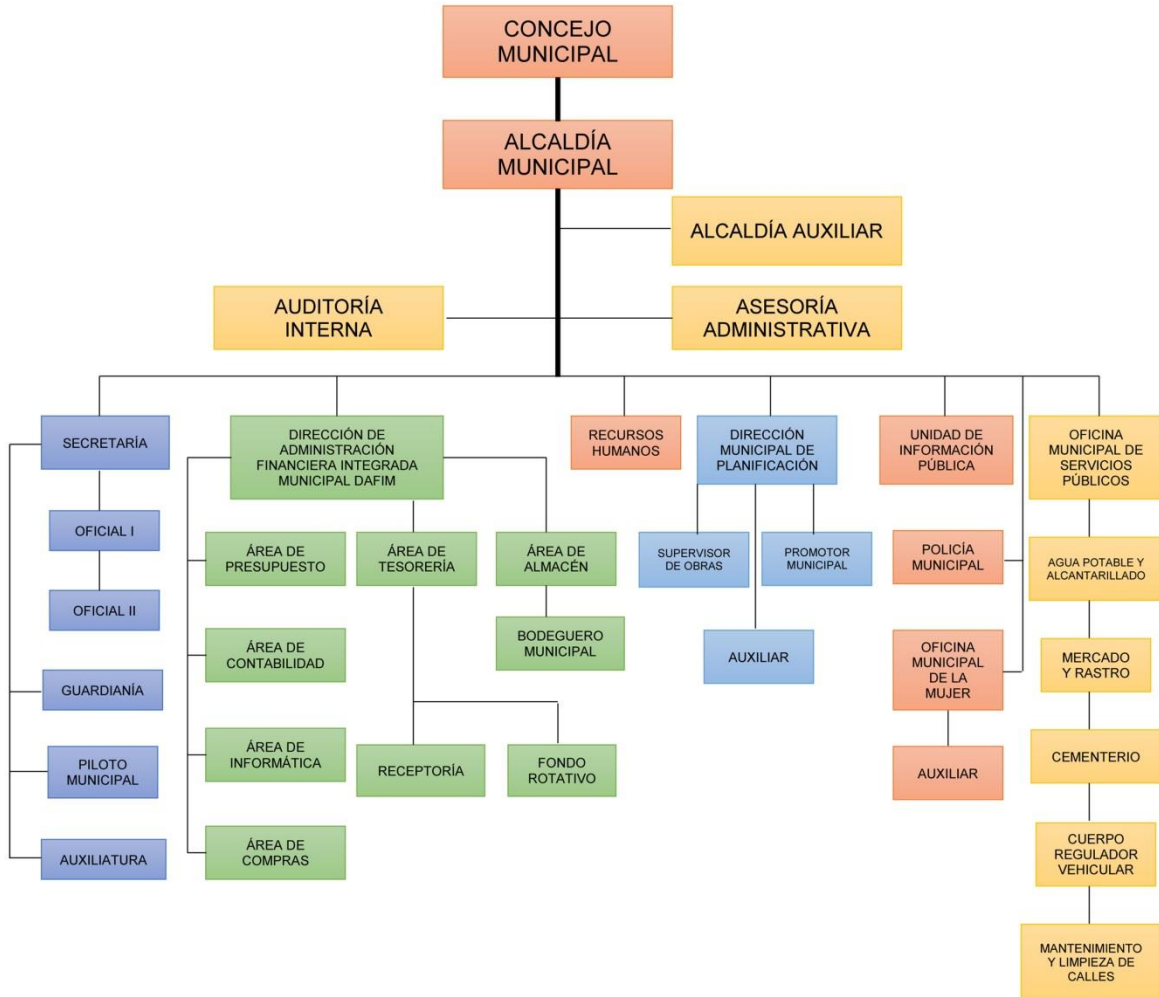 CONCEJO
MUNICIPAL
ALCALDÍA
MUNICIPAL
ALCALDÍA AUXILIAR
AUDITORÍA
INTERNA
ASESORÍA
ADMINISTRATIVA
SECRETARÍA
OFICIAL I
OFICIAL II
GUARDIANÍA
PILOTO
MUNICIPAL
AUXILIATURA
DIRECCIÓN DE
ADMINISTRACIÓN
FINANCIERA INTEGRADA
MUNICIPAL DAFIM
ÁREA DE
PRESUPUESTO
ÁREA DE
CONTABILIDAD
ÁREA DE
INFORMÁTICA
ÁREA DE
COMPRAS
ÁREA DE
TESORERÍA
RECEPTORÍA
FONDO
ROTATIVO
ÁREA DE
ALMACÉN
BODEGUERO
MUNICIPAL
RECURSOS
HUMANOS
DIRECCIÓN
MUNICIPAL DE
PLANIFICACIÓN
SUPERVISOR
DE OBRAS
PROMOTOR
MUNICIPAL
AUXILIAR
UNIDAD DE
INFORMACIÓN
PÚBLICA
POLICÍA
MUNICIPAL
OFICINA
MUNICIPAL
DE LA
MUJER
AUXILIAR
OFICINA
MUNICIPAL DE
SERVICIOS
PÚBLICOS
AGUA POTABLE Y
ALCANTARILLADO
MERCADO
Y RASTRO
CEMENTERIO
CUERPO
REGULADOR
VEHICULAR
MANTENIMIENTO
Y LIMPIEZA DE
CALLES